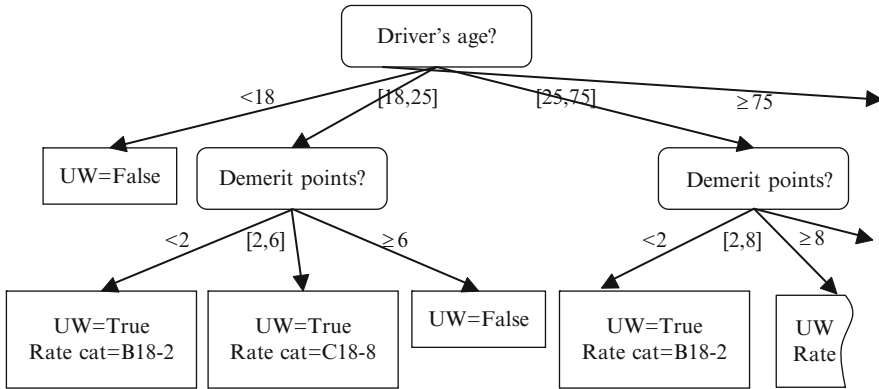 Driver's age?
<18
[18,25]
[25,75]
≥75
UW=False
Demerit points?
Demerit points?
<2
[2,6]
≥6
<2
[2,8]
≥8
UW=True
Rate cat=B18-2
UW=True
Rate cat=C18-8
UW=False
UW=True
Rate cat=B18-2
UW
Rate